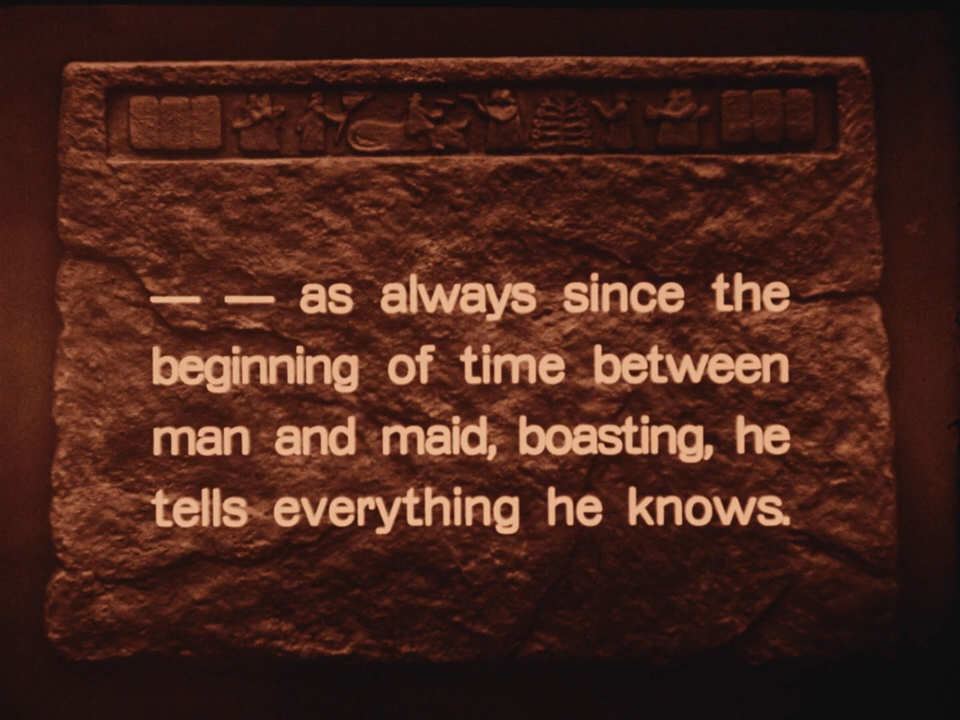 — — as always since the
beginning of time between
man and maid, boasting, he
tells everything he knows.